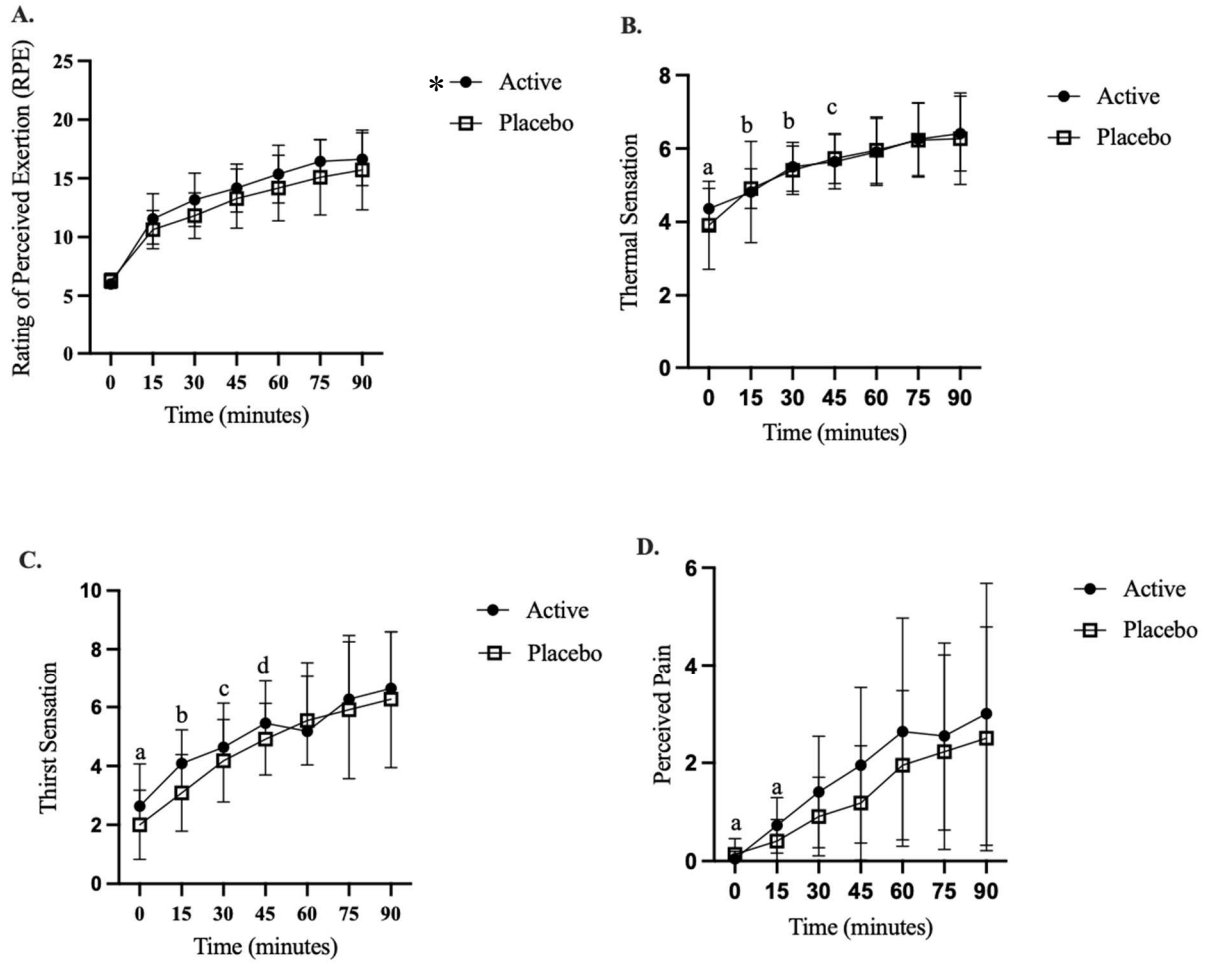 A.
Rating of Perceived Exertion (RPE)
25
20
15
10
5
0
0 15 30 45 60 75 90
Time (minutes)
* Active
Placebo
B.
Thermal Sensation
8
6
4
2
0
a b b c
0 15 30 45 60 75 90
Time (minutes)
Active
Placebo
C.
Thirst Sensation
10
8
6
4
2
0
a b c d
0 15 30 45 60 75 90
Time (minutes)
Active
Placebo
D.
Perceived Pain
6
4
2
0
a a
0 15 30 45 60 75 90
Time (minutes)
Active
Placebo